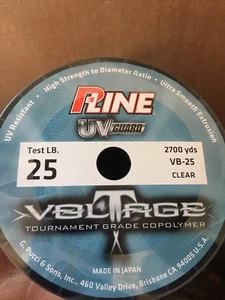 UV Resistant • High Strength to Diameter Ratio • Ultra Smooth Extrusion
P-LINE
UV GUARD
Test LB.
25
2700 yds
VB-25
CLEAR
VOLTAGE
TOURNAMENT GRADE COPOLYMER
MADE IN JAPAN
G. Pucci & Sons, Inc., 460 Valley Drive, Brisbane CA 94005 U.S.A.